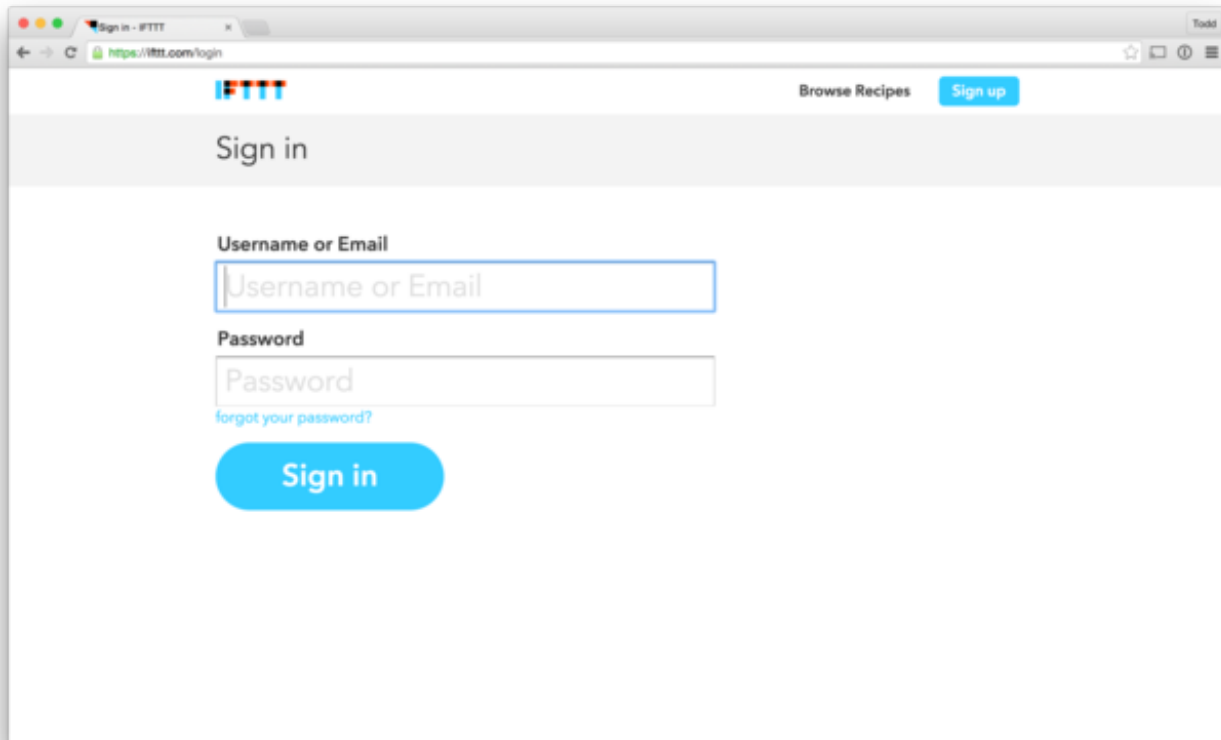 Sign in - IFTTT
Todd
https://ifttt.com/login
IFTTT
Browse Recipes
Sign up
Sign in
Username or Email
Username or Email
Password
Password
forgot your password?
Sign in